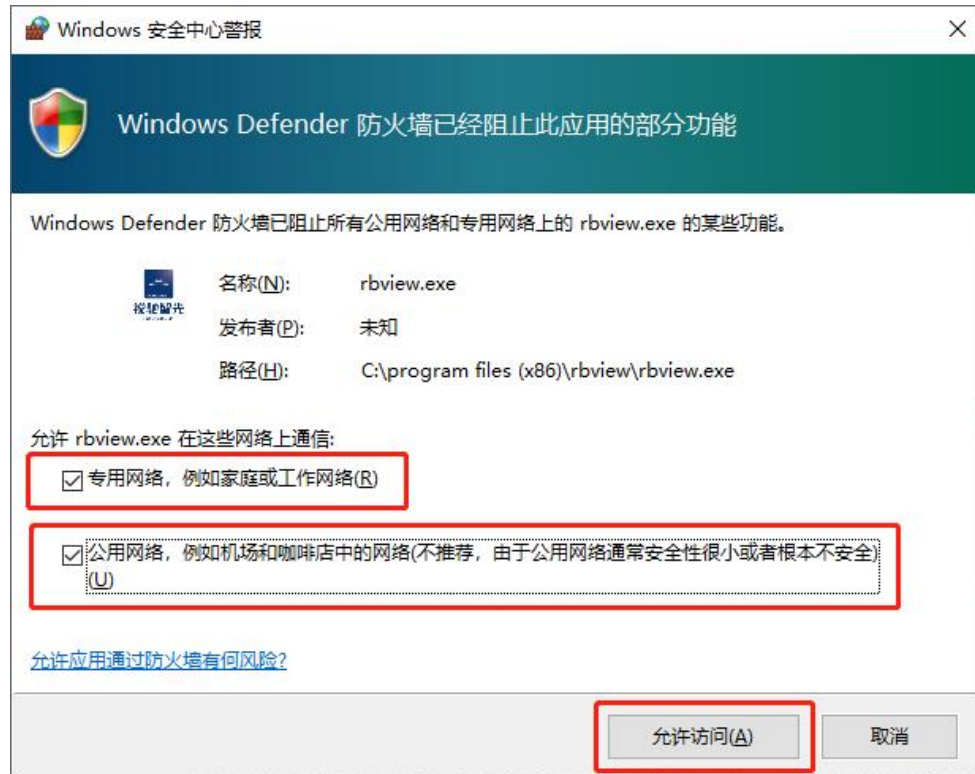 Windows 安全中心警报
Windows Defender 防火墙已经阻止此应用的部分功能
Windows Defender 防火墙已阻止所有公用网络和专用网络上的 rbview.exe 的某些功能。
名称(N): rbview.exe
发布者(P): 未知
路径(H): C:\program files (x86)\rbview\rbview.exe
允许 rbview.exe 在这些网络上通信:
专用网络，例如家庭或工作网络(R)
公用网络，例如机场和咖啡店中的网络(不推荐，由于公用网络通常安全性很小或者根本不安全)
(U)
允许应用通过防火墙有何风险?
允许访问(A) 取消